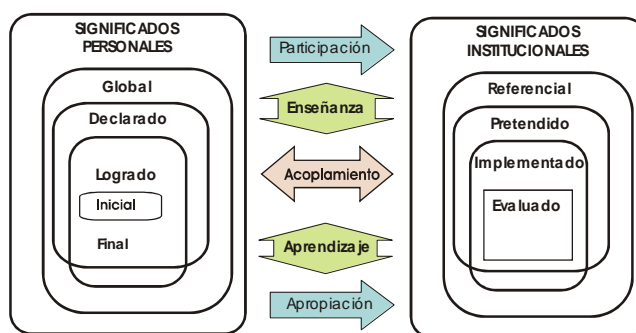 SIGNIFICADOS
PERSONALES
Global
Declarado
Logrado
Inicial
Final
Participación
Enseñanza
Acoplamiento
Aprendizaje
Apropiación
SIGNIFICADOS
INSTITUCIONALES
Referencial
Pretendido
Implementado
Evaluado